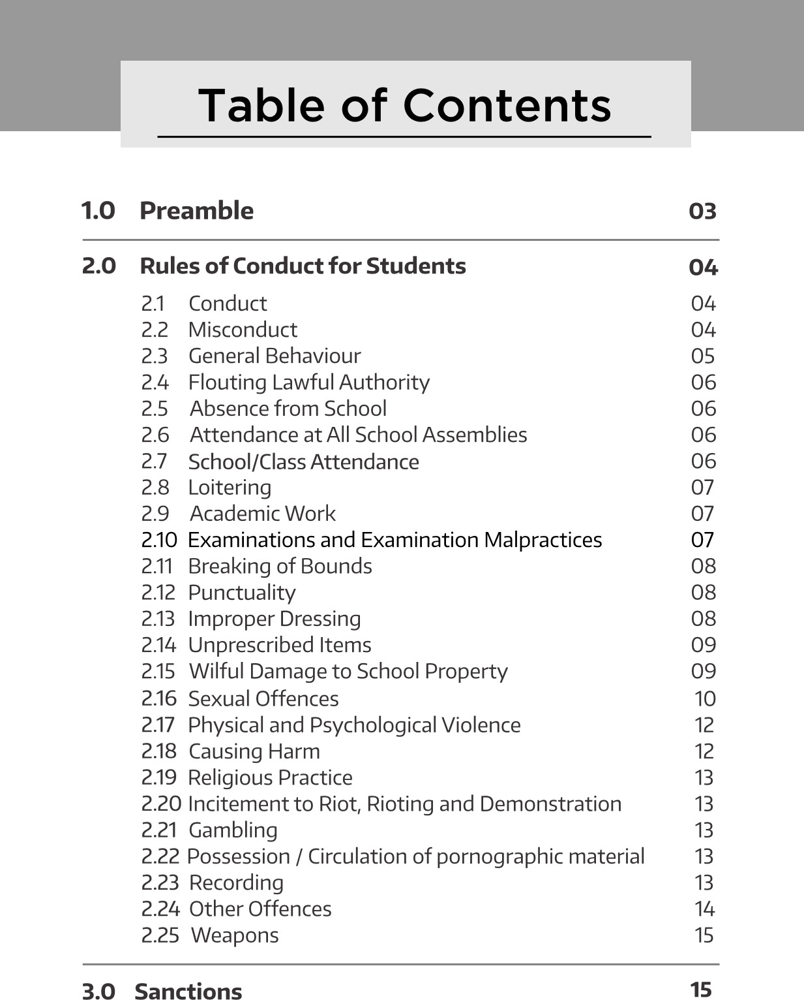 Table of Contents
1.0 Preamble 03
2.0 Rules of Conduct for Students 04
2.1 Conduct 04
2.2 Misconduct 04
2.3 General Behaviour 05
2.4 Flouting Lawful Authority 06
2.5 Absence from School 06
2.6 Attendance at All School Assemblies 06
2.7 School/Class Attendance 06
2.8 Loitering 07
2.9 Academic Work 07
2.10 Examinations and Examination Malpractices 07
2.11 Breaking of Bounds 08
2.12 Punctuality 08
2.13 Improper Dressing 08
2.14 Unprescribed Items 09
2.15 Wilful Damage to School Property 09
2.16 Sexual Offences 10
2.17 Physical and Psychological Violence 12
2.18 Causing Harm 12
2.19 Religious Practice 13
2.20 Incitement to Riot, Rioting and Demonstration 13
2.21 Gambling 13
2.22 Possession / Circulation of pornographic material 13
2.23 Recording 13
2.24 Other Offences 14
2.25 Weapons 15
3.0 Sanctions 15